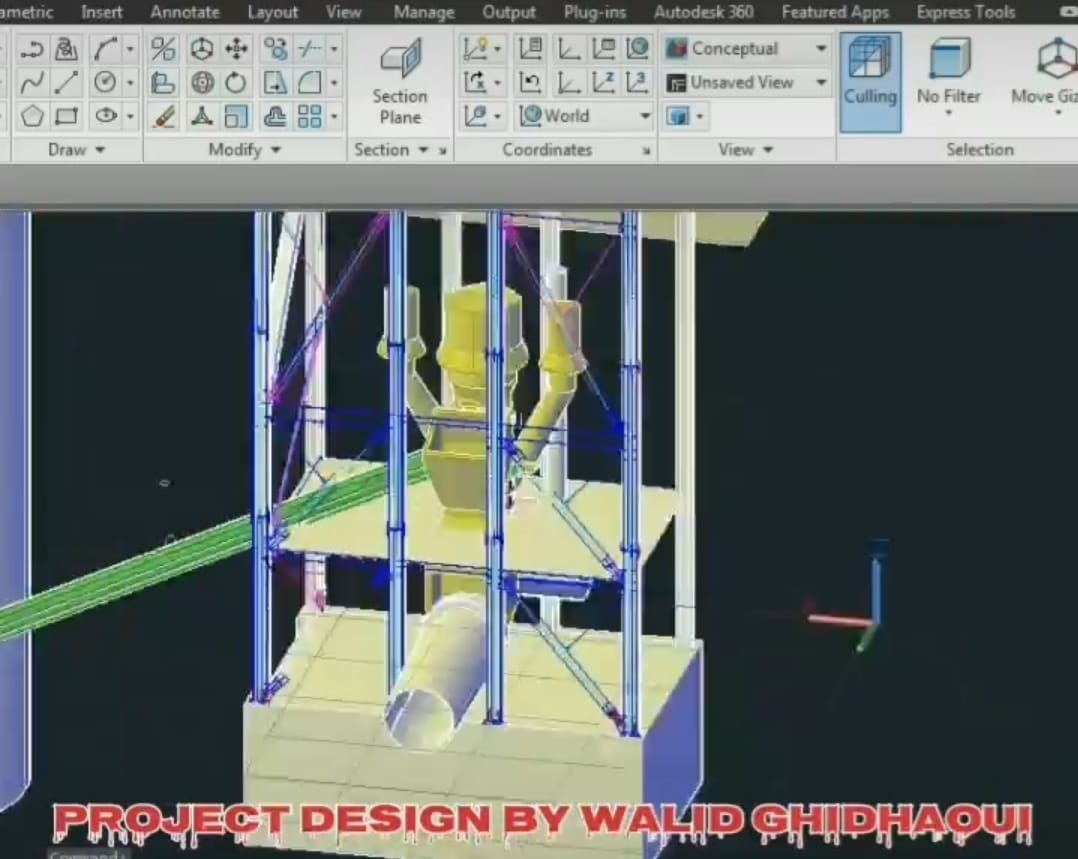 ametric Insert Annotate Layout View Manage Output Plug-ins Autodesk 360 Featured Apps Express Tools
Conceptual
Unsaved View
Section
Plane
World
Culling
No Filter
Move Giz
Draw Modify Section Coordinates View Selection
PROJECT DESIGN BY WALID GHIDHAOUI
Command: